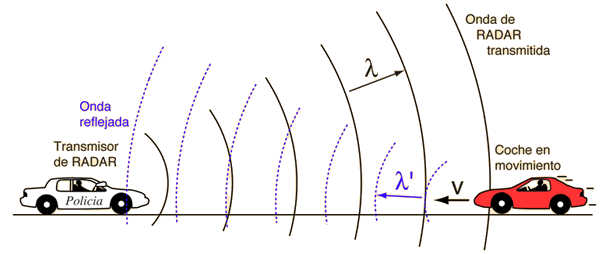 Onda de
RADAR
transmitida
λ
Onda
reflejada
Transmisor
de RADAR
Coche en
movimiento
λ'
v
Policia